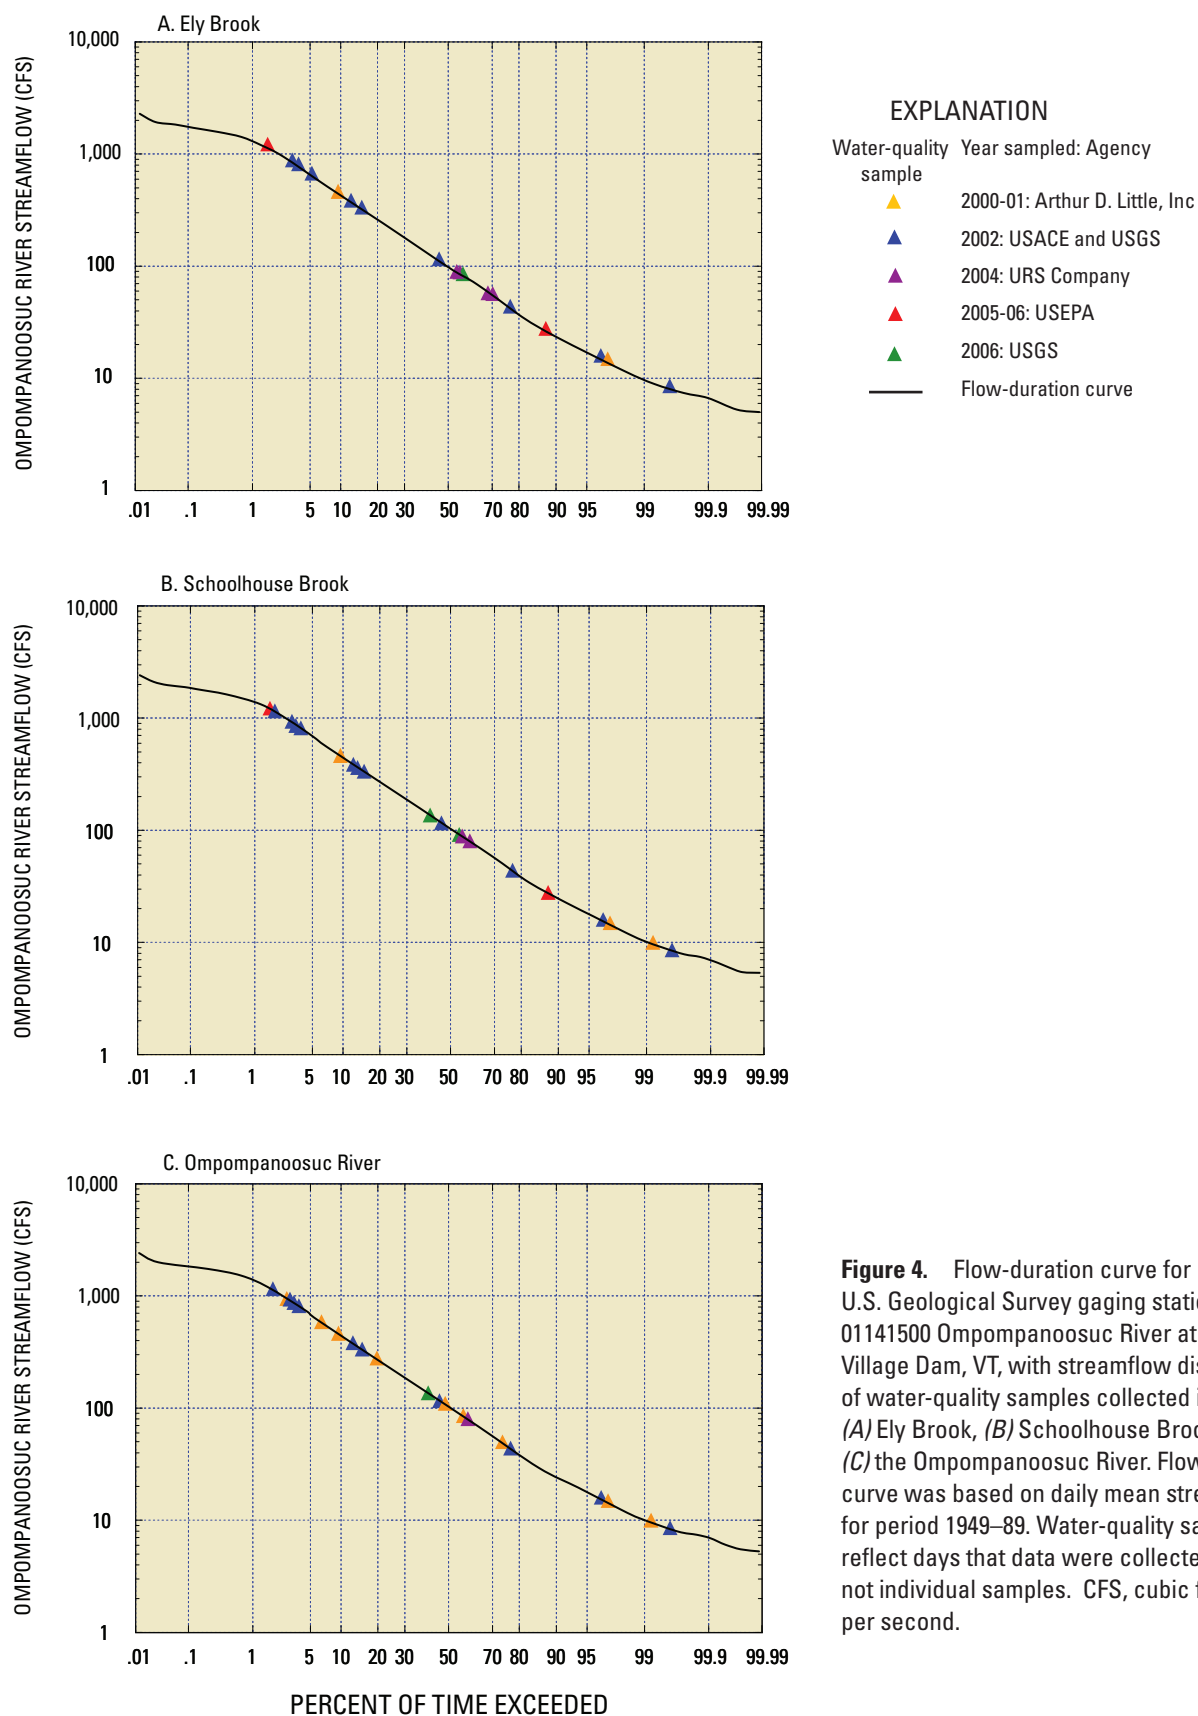 A. Ely Brook
OMPOMPANOOSUC RIVER STREAMFLOW (CFS)
10,000
1,000
100
10
1
.01 .1 1 5 10 20 30 50 70 80 90 95 99 99.9 99.99
EXPLANATION
Water-quality sample
Year sampled: Agency
2000-01: Arthur D. Little, Inc
2002: USACE and USGS
2004: URS Company
2005-06: USEPA
2006: USGS
Flow-duration curve
B. Schoolhouse Brook
OMPOMPANOOSUC RIVER STREAMFLOW (CFS)
10,000
1,000
100
10
1
.01 .1 1 5 10 20 30 50 70 80 90 95 99 99.9 99.99
C. Ompompanoosuc River
OMPOMPANOOSUC RIVER STREAMFLOW (CFS)
10,000
1,000
100
10
1
.01 .1 1 5 10 20 30 50 70 80 90 95 99 99.9 99.99
PERCENT OF TIME EXCEEDED
Figure 4. Flow-duration curve for
U.S. Geological Survey gaging static
01141500 Ompompanoosuc River at
Village Dam, VT, with streamflow dis
of water-quality samples collected i
(A) Ely Brook, (B) Schoolhouse Broo
(C) the Ompompanoosuc River. Flow
curve was based on daily mean stre
for period 1949–89. Water-quality sa
reflect days that data were collecte
not individual samples. CFS, cubic f
per second.